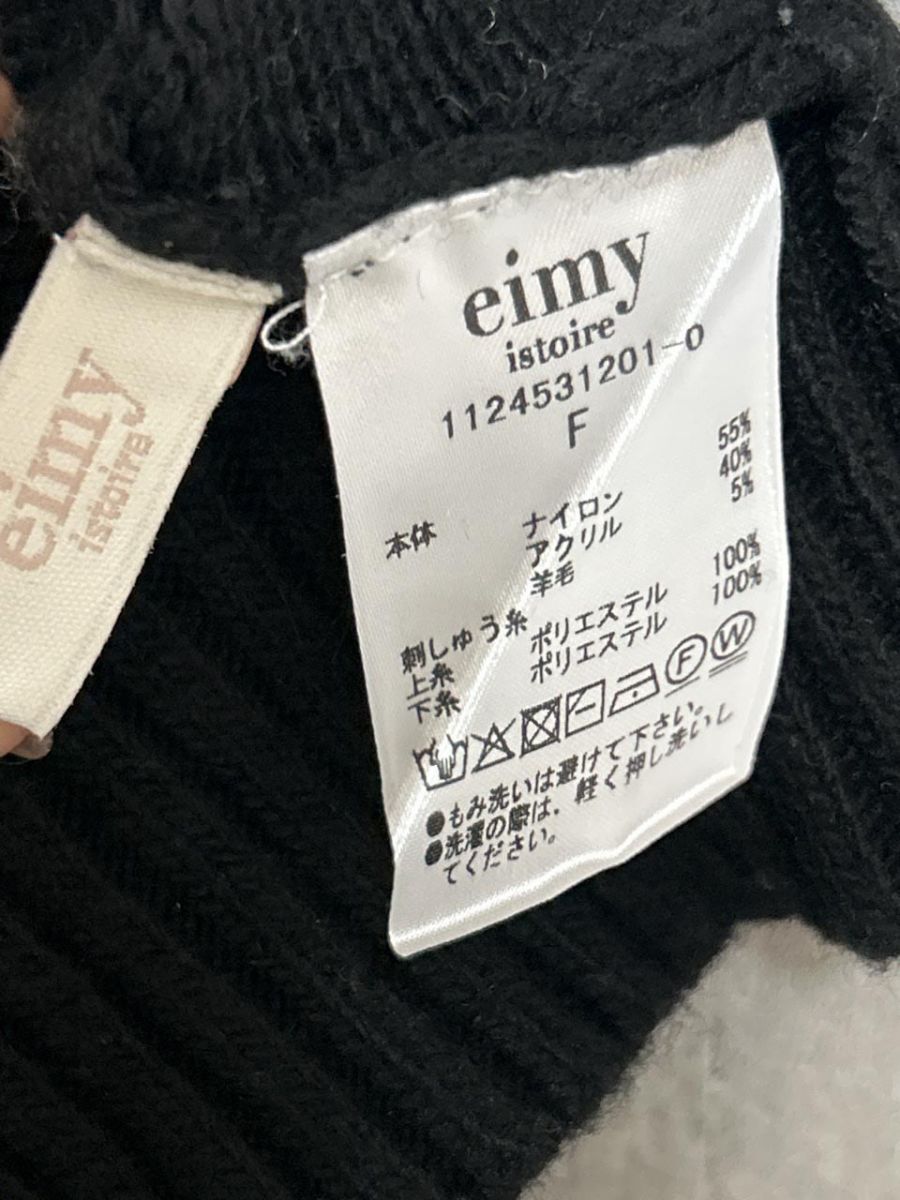 eimy
istoire
eimy
istoire
1124531201-0
F
本体 ナイロン 55%
アクリル 40%
羊毛 5%
刺しゅう糸
上糸 ポリエステル 100%
下糸 ポリエステル 100%
F W
●もみ洗いは避けて下さい。
●洗濯の際は、軽く押し洗いし
てください。